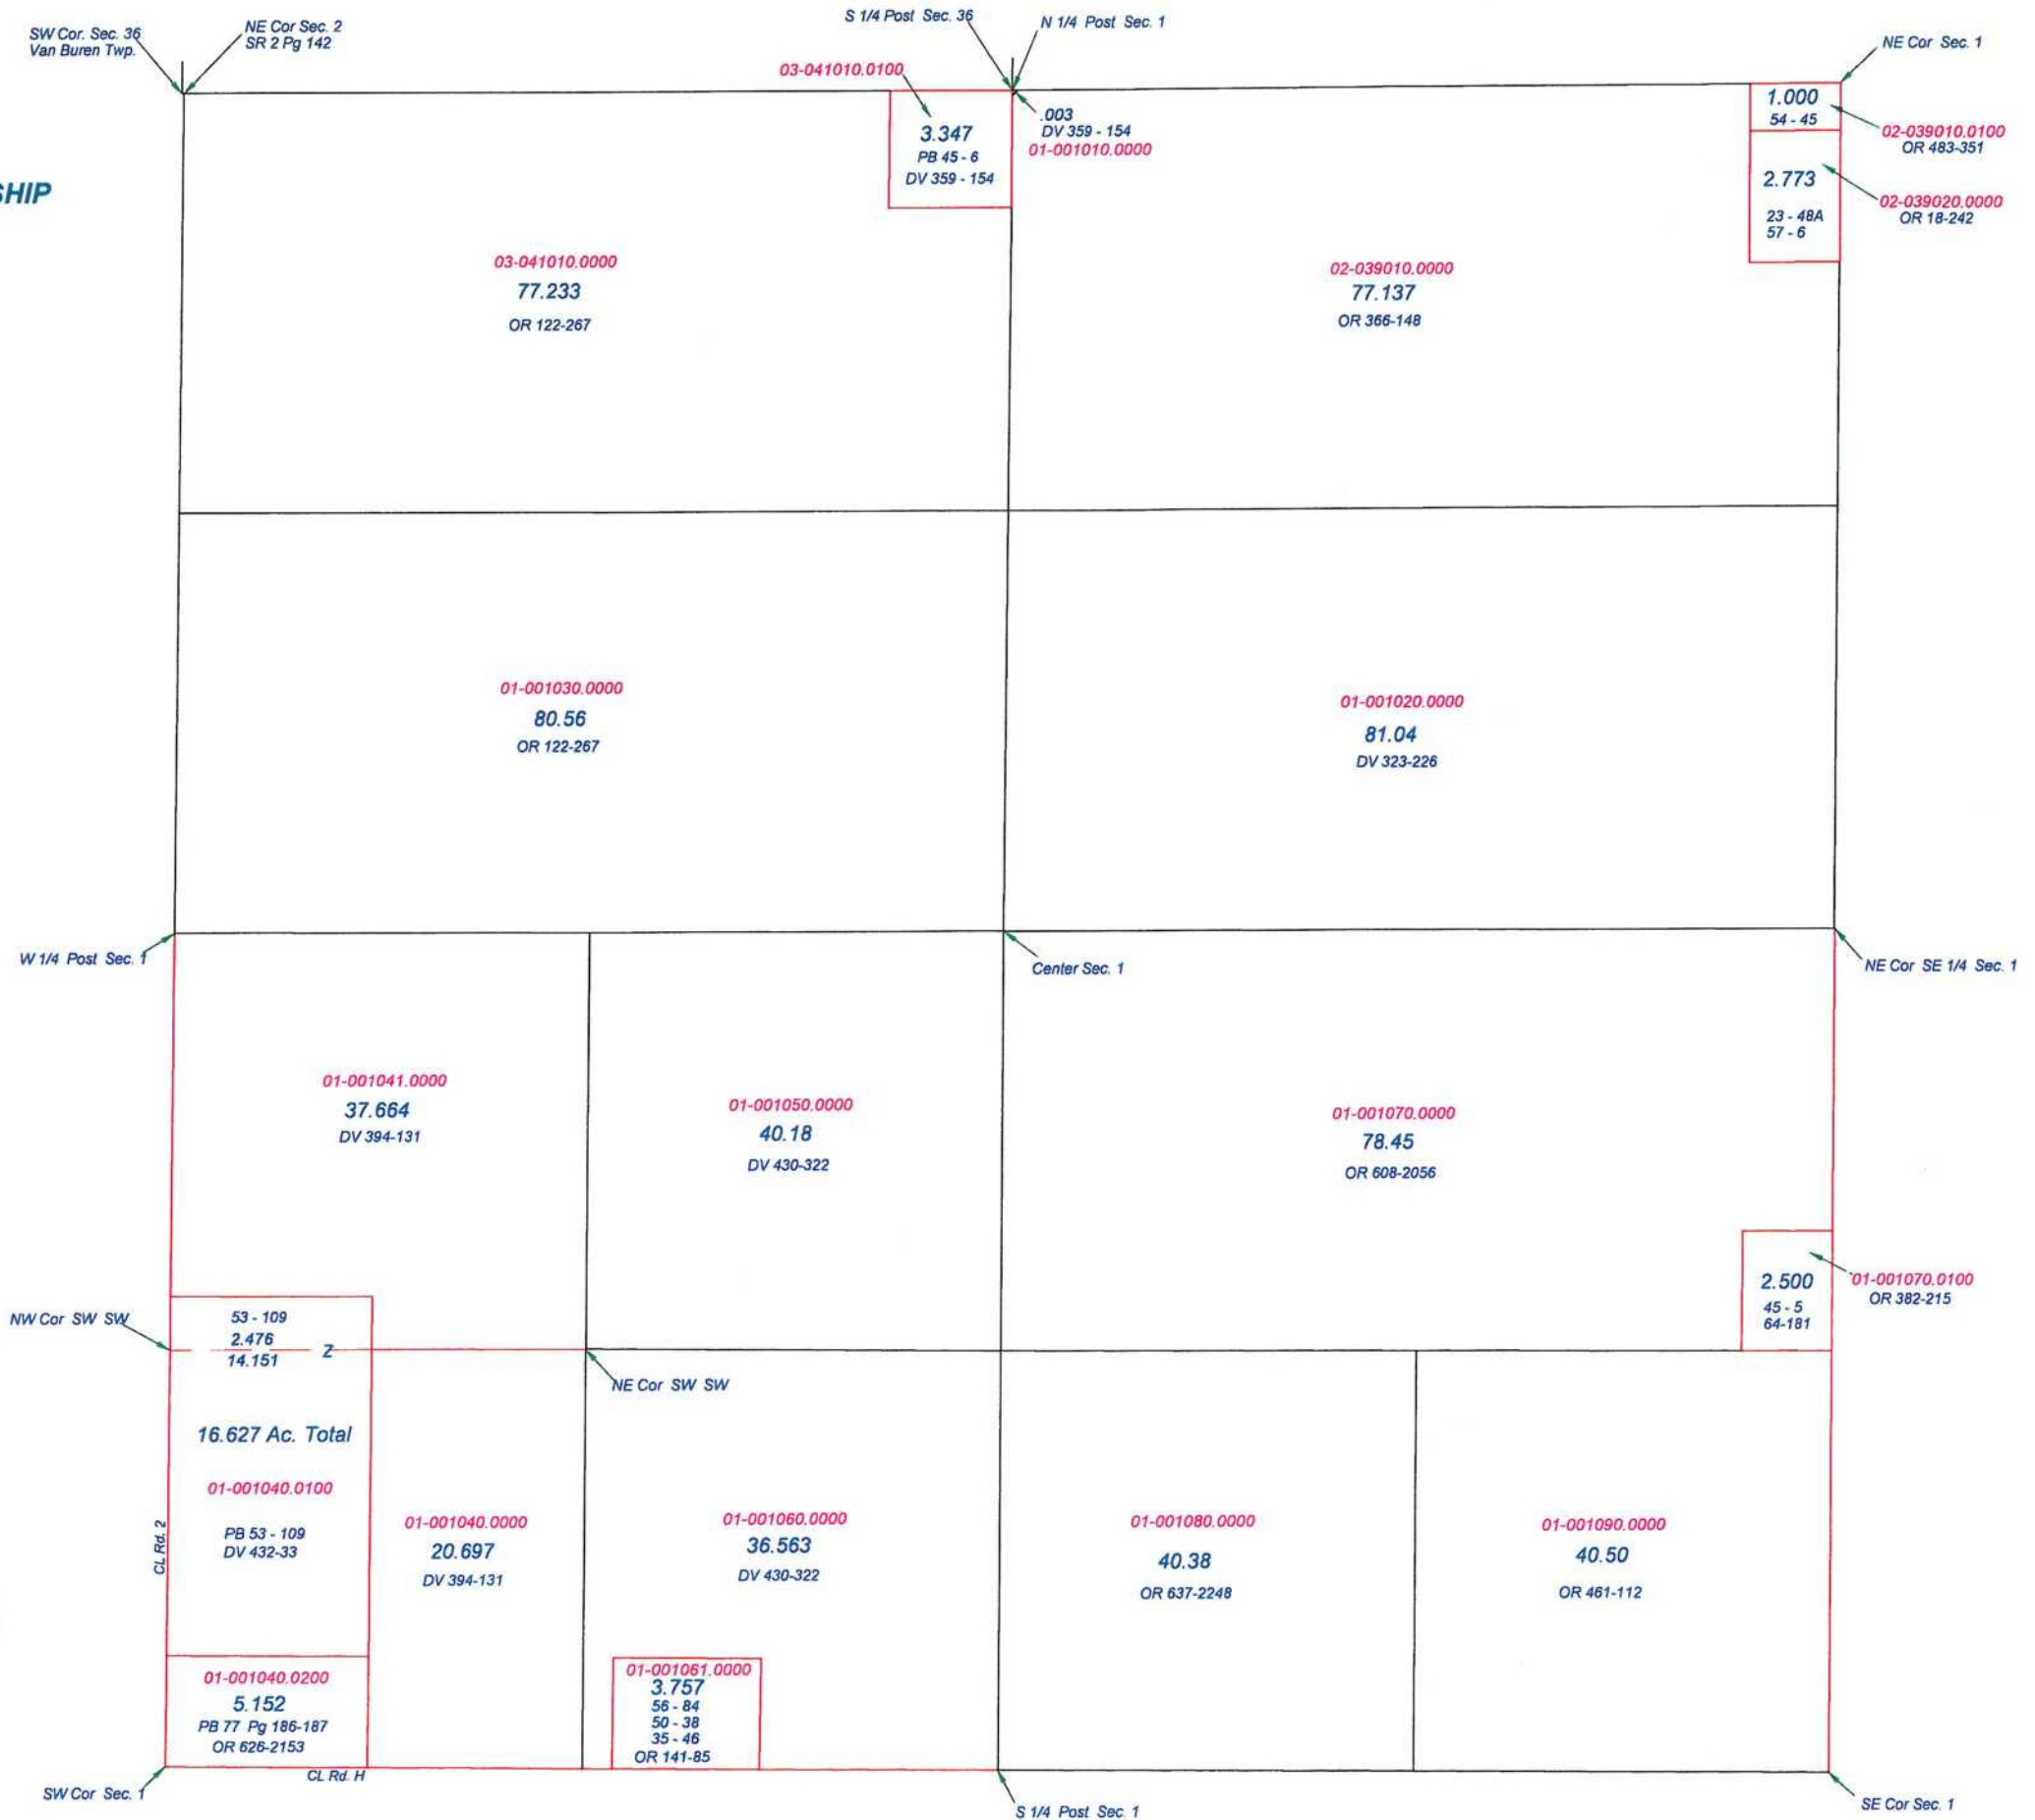 SW Cor. Sec. 36
Van Buren Twp.
NE Cor Sec. 2
SR 2 Pg 142
S 1/4 Post Sec. 36
N 1/4 Post Sec. 1
NE Cor Sec. 1
03-041010.0100
3.347
PB 45 - 6
DV 359 - 154
.003
DV 359 - 154
01-001010.0000
1.000
54 - 45
02-039010.0100
OR 483-351
2.773
23 - 48A
57 - 6
02-039020.0000
OR 18-242
SHIP
03-041010.0000
77.233
OR 122-267
02-039010.0000
77.137
OR 366-148
01-001030.0000
80.56
OR 122-267
01-001020.0000
81.04
DV 323-226
W 1/4 Post Sec. 1
Center Sec. 1
NE Cor SE 1/4 Sec. 1
01-001041.0000
37.664
DV 394-131
01-001050.0000
40.18
DV 430-322
01-001070.0000
78.45
OR 608-2056
2.500
45 - 5
64-181
01-001070.0100
OR 382-215
NW Cor SW SW
53 - 109
2.476
Z
14.151
NE Cor SW SW
16.627 Ac. Total
01-001040.0100
PB 53 - 109
DV 432-33
CL Rd. 2
01-001040.0000
20.697
DV 394-131
01-001060.0000
36.563
DV 430-322
01-001080.0000
40.38
OR 637-2248
01-001090.0000
40.50
OR 461-112
01-001040.0200
5.152
PB 77 Pg 186-187
OR 626-2153
01-001061.0000
3.757
56 - 84
50 - 38
35 - 46
OR 141-85
CL Rd. H
SW Cor Sec. 1
S 1/4 Post Sec. 1
SE Cor Sec. 1